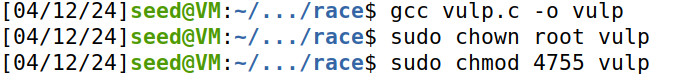 [04/12/24]seed@VM:~/.../race$ gcc vulp.c -o vulp
[04/12/24]seed@VM:~/.../race$ sudo chown root vulp
[04/12/24]seed@VM:~/.../race$ sudo chmod 4755 vulp